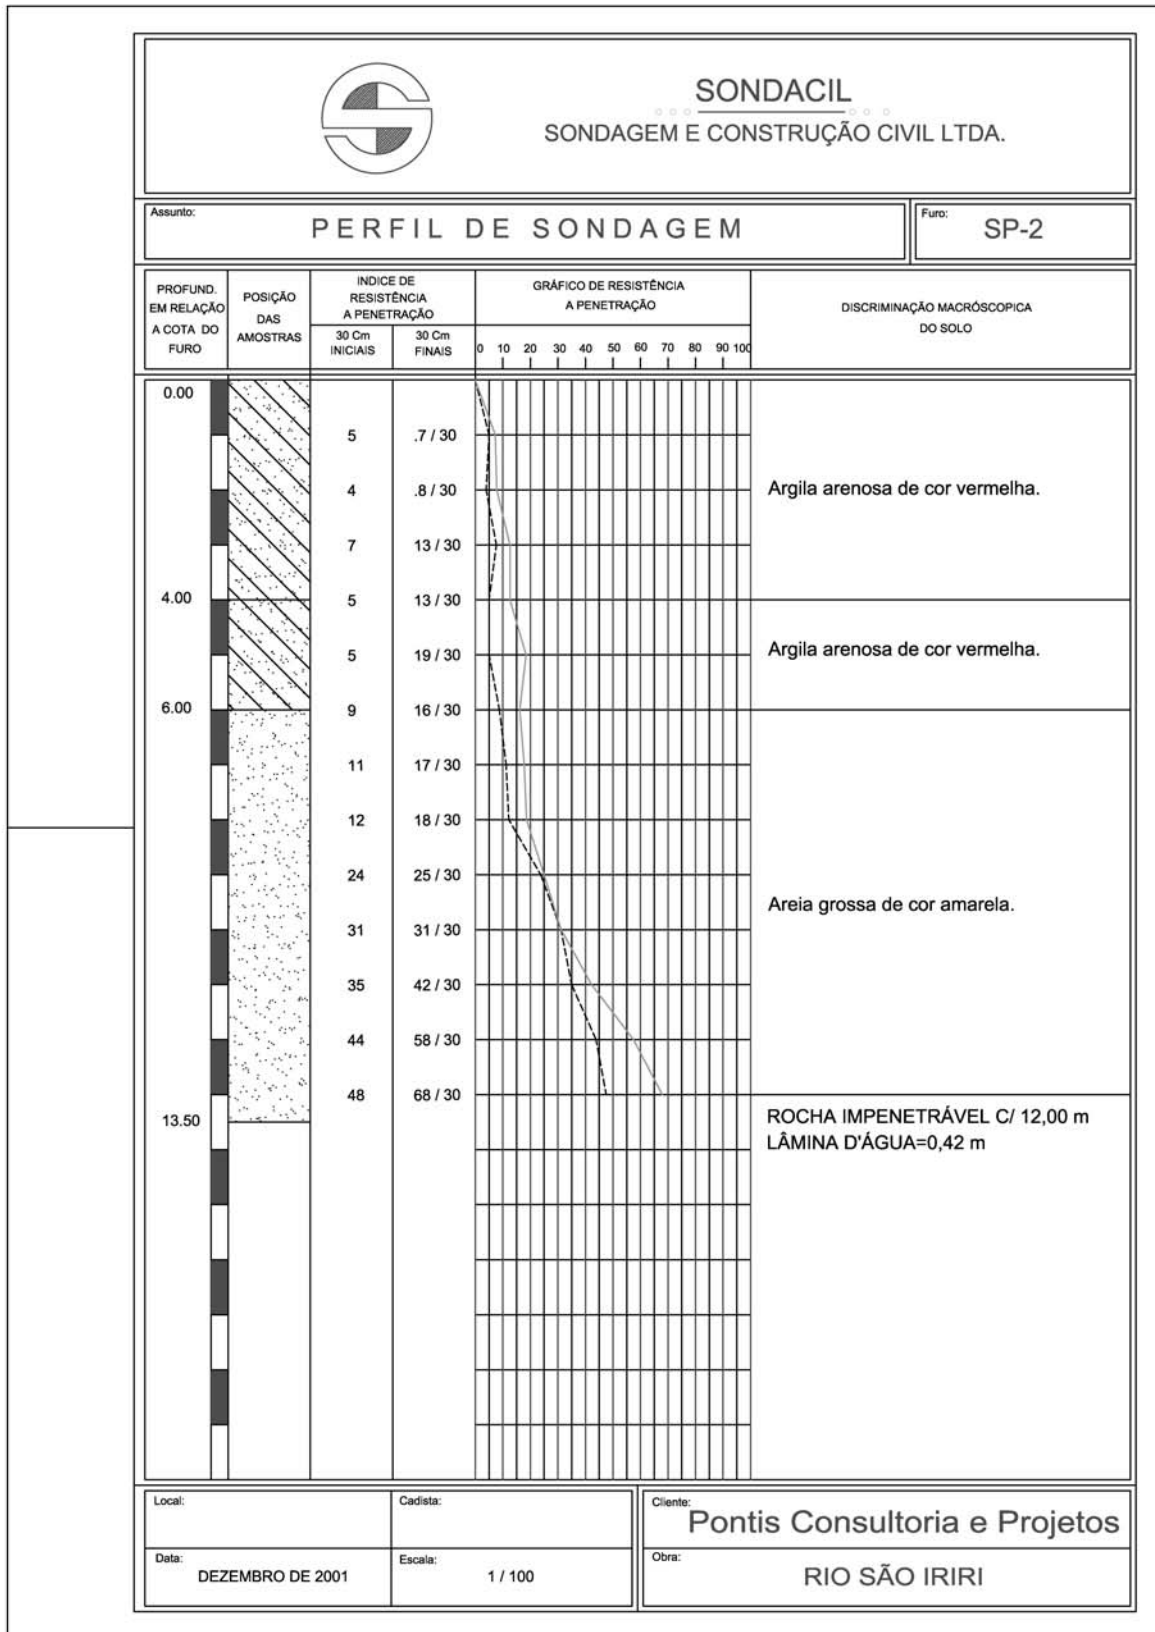 SONDACIL
SONDAGEM E CONSTRUÇÃO CIVIL LTDA.
Assunto:
PERFIL DE SONDAGEM
Furo:
SP-2
PROFUND.
EM RELAÇÃO
A COTA DO
FURO
POSIÇÃO
DAS
AMOSTRAS
INDICE DE
RESISTÊNCIA
A PENETRAÇÃO
30 Cm
INICIAIS
30 Cm
FINAIS
GRÁFICO DE RESISTÊNCIA
A PENETRAÇÃO
0 10 20 30 40 50 60 70 80 90 100
DISCRIMINAÇÃO MACRÓSCOPICA
DO SOLO
0.00
5 .7 / 30
4 .8 / 30 Argila arenosa de cor vermelha.
7 13 / 30
4.00 5 13 / 30
5 19 / 30 Argila arenosa de cor vermelha.
6.00 9 16 / 30
11 17 / 30
12 18 / 30
24 25 / 30
Areia grossa de cor amarela.
31 31 / 30
35 42 / 30
44 58 / 30
48 68 / 30
13.50 ROCHA IMPENETRÁVEL C/ 12,00 m
LÂMINA D'ÁGUA=0,42 m
Local:
Cadista:
Cliente:
Pontis Consultoria e Projetos
Data:
DEZEMBRO DE 2001
Escala:
1 / 100
Obra:
RIO SÃO IRIRI